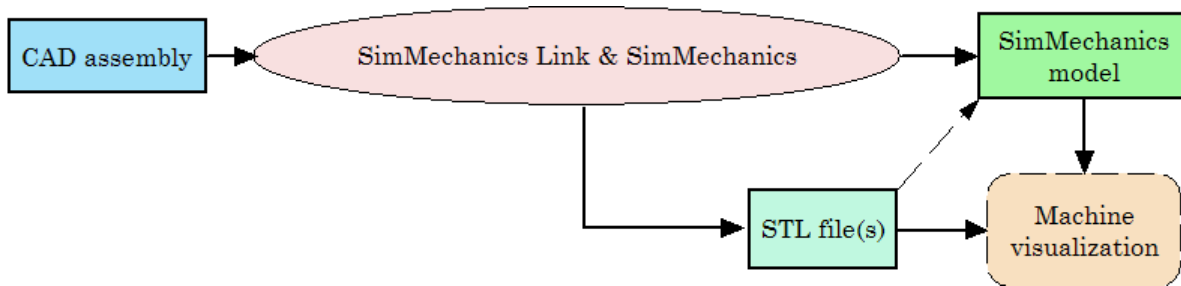 CAD assembly
SimMechanics Link & SimMechanics
SimMechanics
model
STL file(s)
Machine
visualization